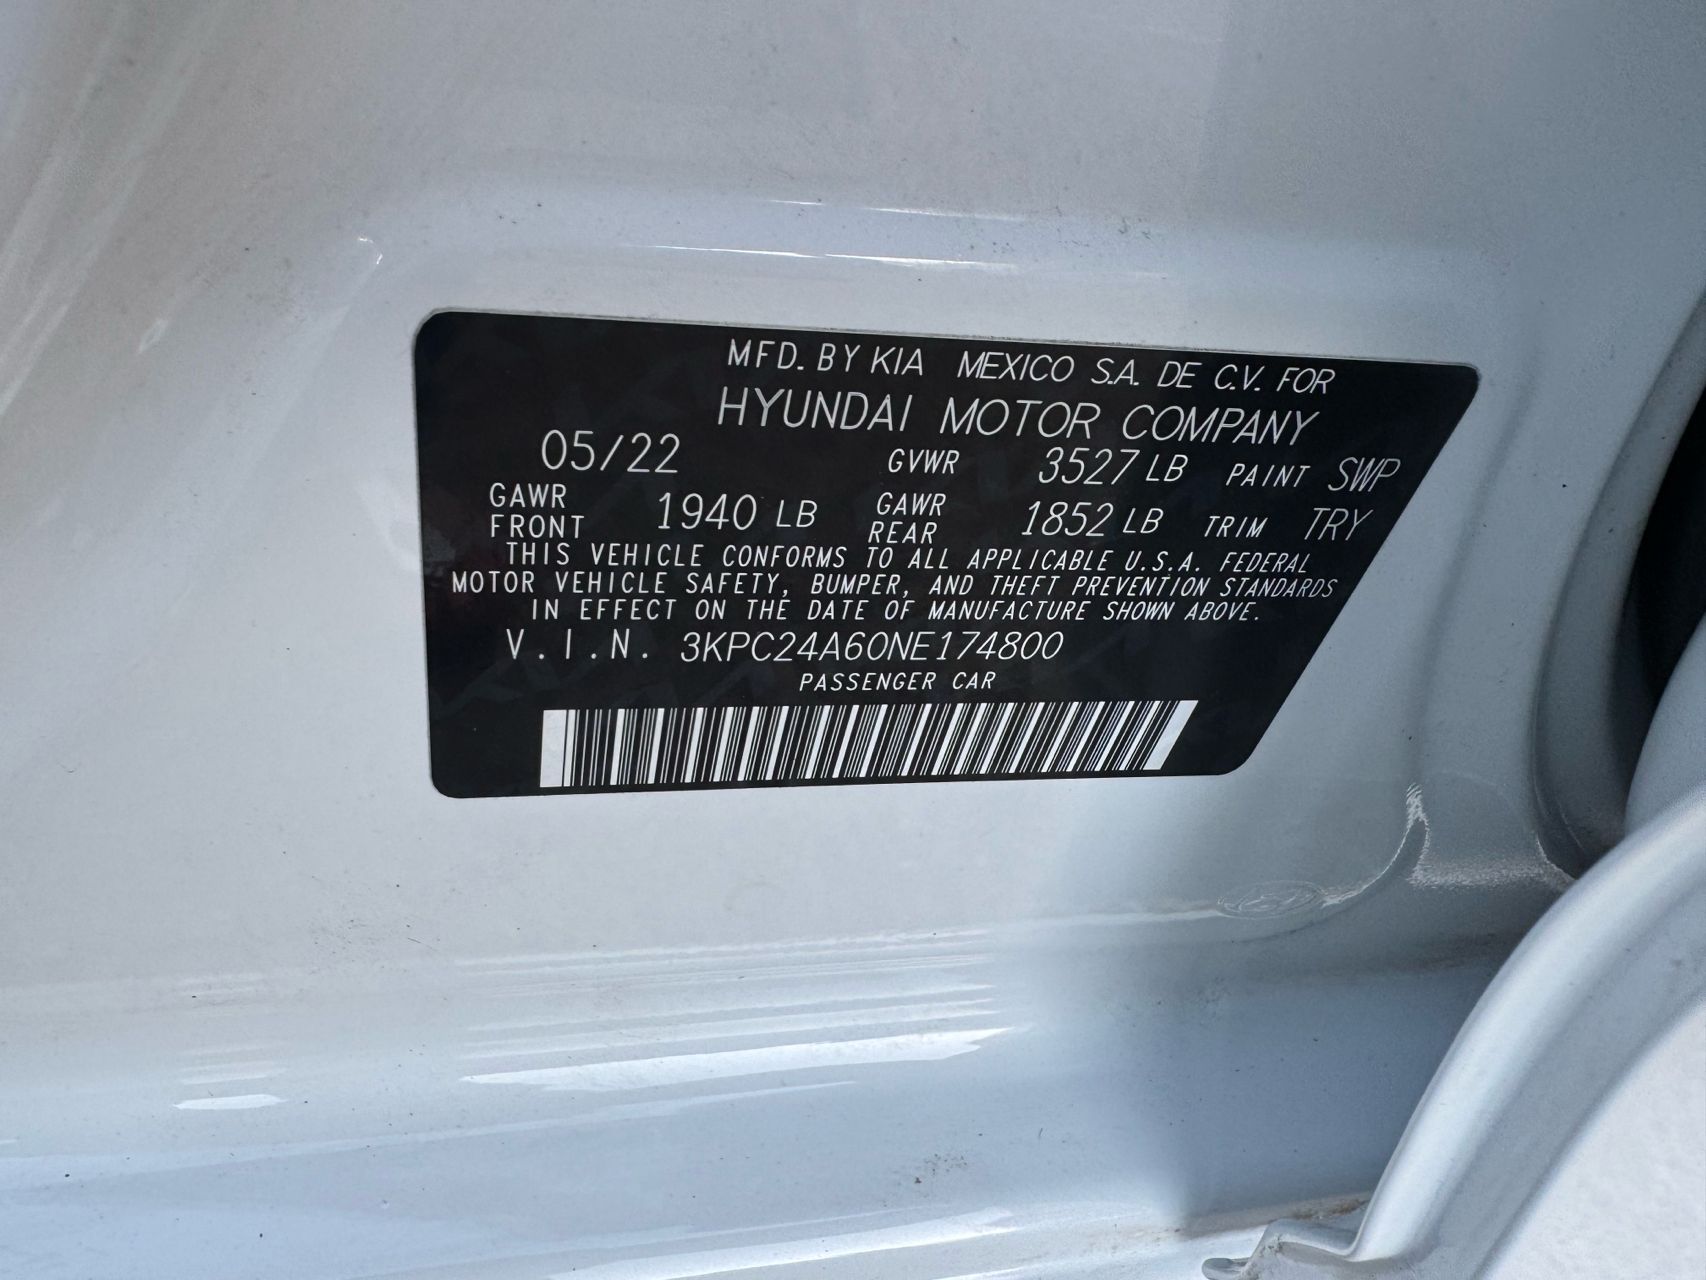 MFD. BY KIA MEXICO S.A. DE C.V. FOR
HYUNDAI MOTOR COMPANY
05/22 GVWR 3527 LB PAINT SWP
GAWR FRONT 1940 LB GAWR REAR 1852 LB TRIM TRY
THIS VEHICLE CONFORMS TO ALL APPLICABLE U.S.A. FEDERAL
MOTOR VEHICLE SAFETY, BUMPER, AND THEFT PREVENTION STANDARDS
IN EFFECT ON THE DATE OF MANUFACTURE SHOWN ABOVE.
V.I.N. 3KPC24A60NE174800
PASSENGER CAR